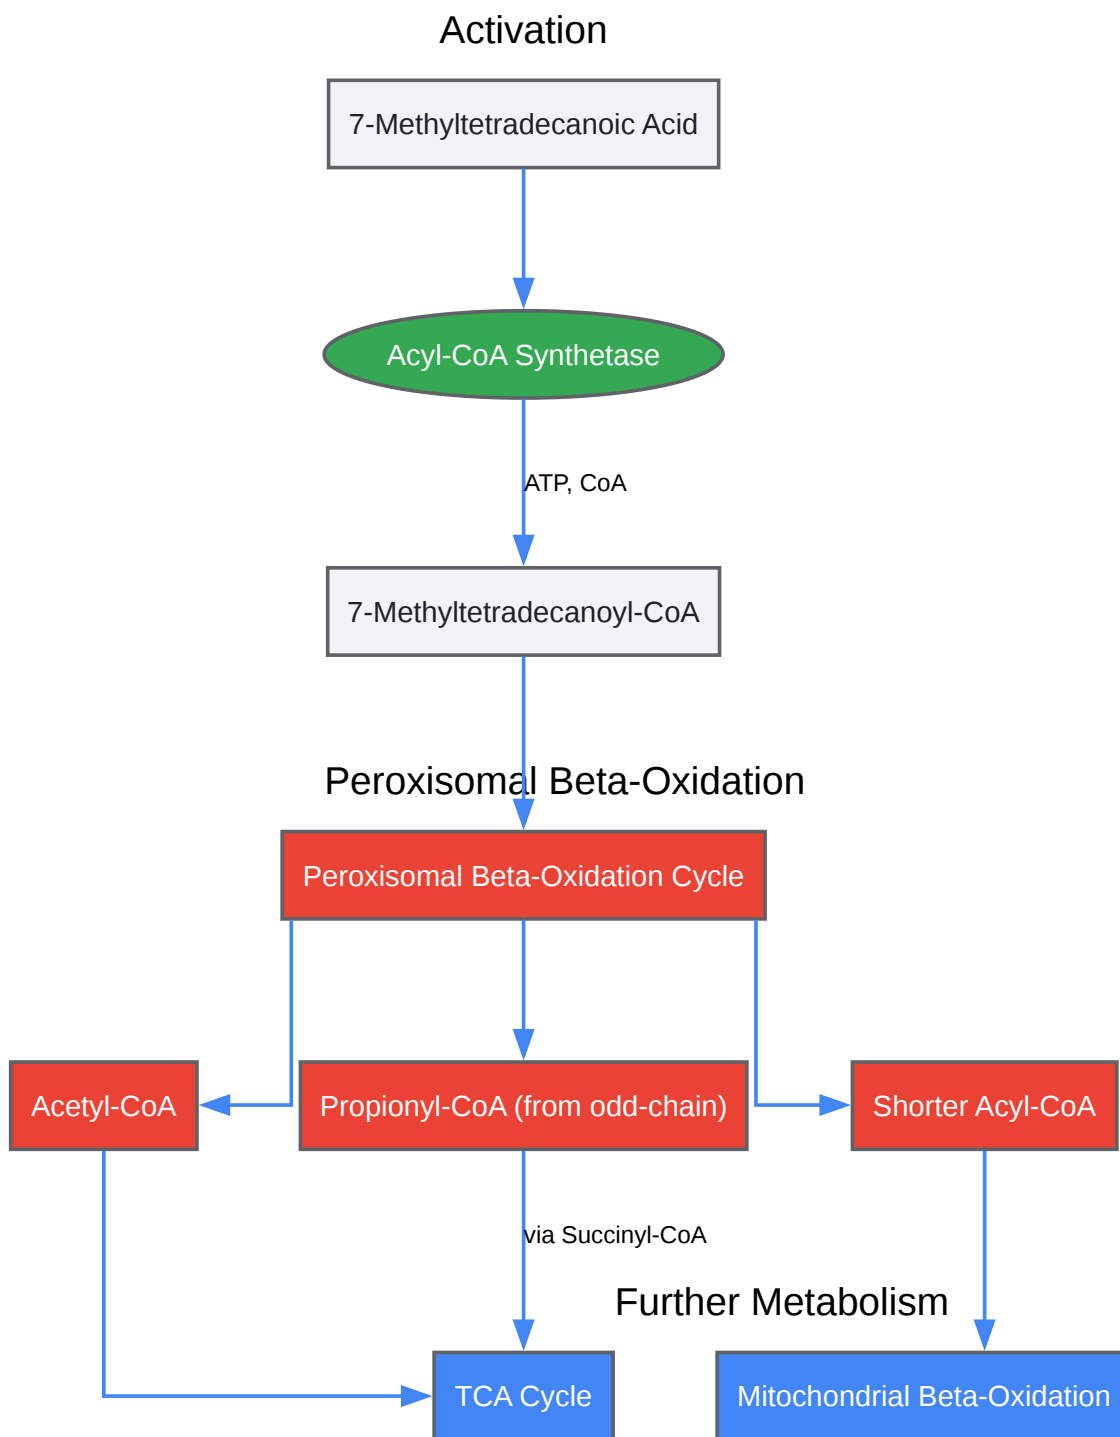 Activation
7-Methyltetradecanoic Acid
Acyl-CoA Synthetase
ATP, CoA
7-Methyltetradecanoyl-CoA
Peroxisomal Beta-Oxidation
Peroxisomal Beta-Oxidation Cycle
Acetyl-CoA
Propionyl-CoA (from odd-chain)
Shorter Acyl-CoA
via Succinyl-CoA
Further Metabolism
TCA Cycle
Mitochondrial Beta-Oxidation